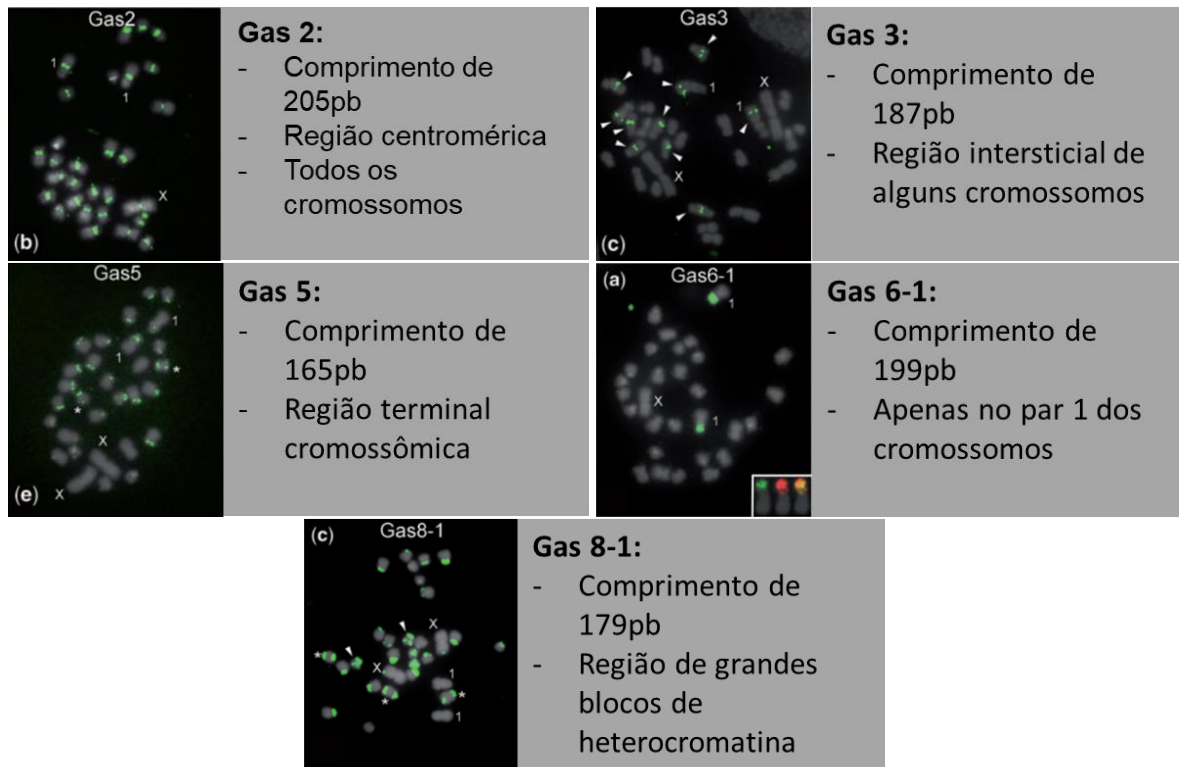 Gas2
1
1
X
(b)
Gas 2:
- Comprimento de
205pb
- Região centromérica
- Todos os
cromossomos
Gas3
X
1
1
X
(c)
Gas 3:
- Comprimento de
187pb
- Região intersticial de
alguns cromossomos
Gas5
1
1
*
*
X
X
(e)
Gas 5:
- Comprimento de
165pb
- Região terminal
cromossômica
(a)
Gas6-1
1
X
1
Gas 6-1:
- Comprimento de
199pb
- Apenas no par 1 dos
cromossomos
(c)
Gas8-1
X
*
X
1
*
*
1
Gas 8-1:
- Comprimento de
179pb
- Região de grandes
blocos de
heterocromatina